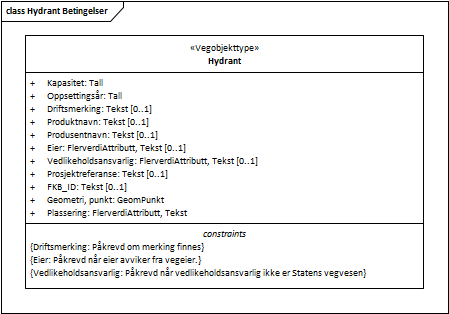 class Hydrant Betingelser
«Vegobjekttype»
Hydrant
+ Kapasitet: Tall
+ Oppsettingsår: Tall
+ Driftsmerking: Tekst [0..1]
+ Produktnavn: Tekst [0..1]
+ Produsentnavn: Tekst [0..1]
+ Eier: FlerverdiAttributt, Tekst [0..1]
+ Vedlikeholdsansvarlig: FlerverdiAttributt, Tekst [0..1]
+ Prosjektreferanse: Tekst [0..1]
+ FKB_ID: Tekst [0..1]
+ Geometri, punkt: GeomPunkt
+ Plassering: FlerverdiAttributt, Tekst
constraints
{Driftsmerking: Påkrevd om merking finnes}
{Eier: Påkrevd når eier avviker fra vegeier.}
{Vedlikeholdsansvarlig: Påkrevd når vedlikeholdsansvarlig ikke er Statens vegvesen}